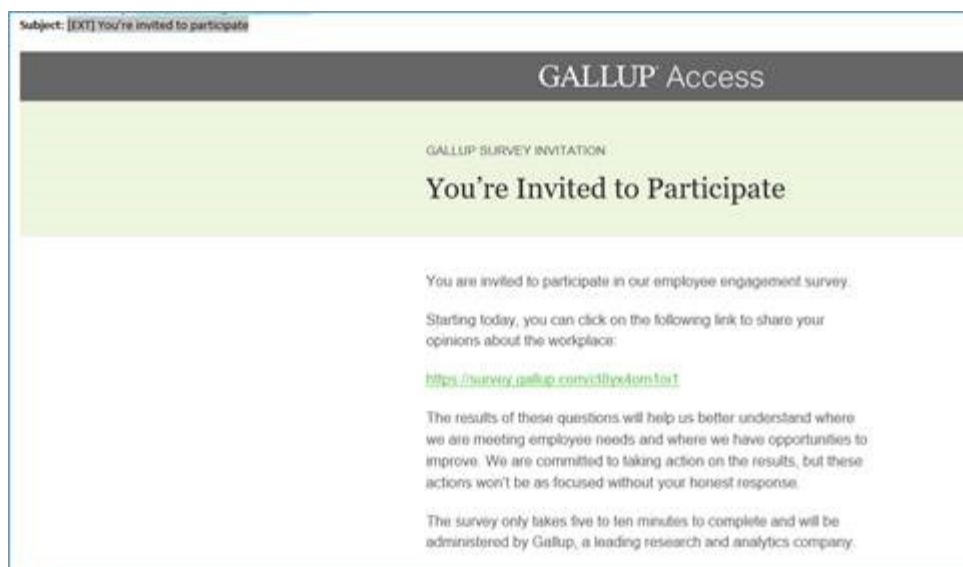 Subject: [EXT] You're invited to participate
GALLUP® Access
GALLUP SURVEY INVITATION
You're Invited to Participate
You are invited to participate in our employee engagement survey.
Starting today, you can click on the following link to share your
opinions about the workplace:
https://survey.gallup.com/
The results of these questions will help us better understand where
we are meeting employee needs and where we have opportunities to
improve. We are committed to taking action on the results, but these
actions won't be as focused without your honest response.
The survey only takes five to ten minutes to complete and will be
administered by Gallup, a leading research and analytics company.